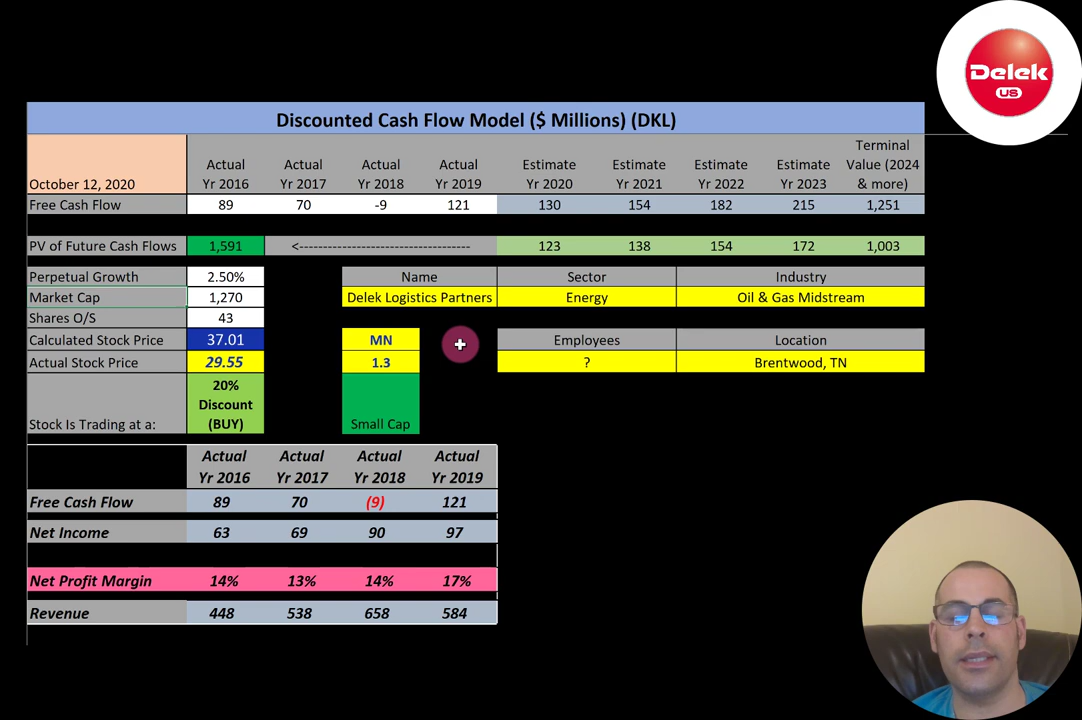 Delek
US
Discounted Cash Flow Model ($ Millions) (DKL)
October 12, 2020 Actual Yr 2016 Actual Yr 2017 Actual Yr 2018 Actual Yr 2019 Estimate Yr 2020 Estimate Yr 2021 Estimate Yr 2022 Estimate Yr 2023 Terminal Value (2024 & more)
Free Cash Flow 89 70 -9 121 130 154 182 215 1,251
PV of Future Cash Flows 1,591 <------------------------------------- 123 138 154 172 1,003
Perpetual Growth 2.50% Name Sector Industry
Market Cap 1,270 Delek Logistics Partners Energy Oil & Gas Midstream
Shares O/S 43
Calculated Stock Price 37.01 MN Employees Location
Actual Stock Price 29.55 1.3 ? Brentwood, TN
Stock Is Trading at a: 20% Discount (BUY) Small Cap
Actual Yr 2016 Actual Yr 2017 Actual Yr 2018 Actual Yr 2019
Free Cash Flow 89 70 (9) 121
Net Income 63 69 90 97
Net Profit Margin 14% 13% 14% 17%
Revenue 448 538 658 584